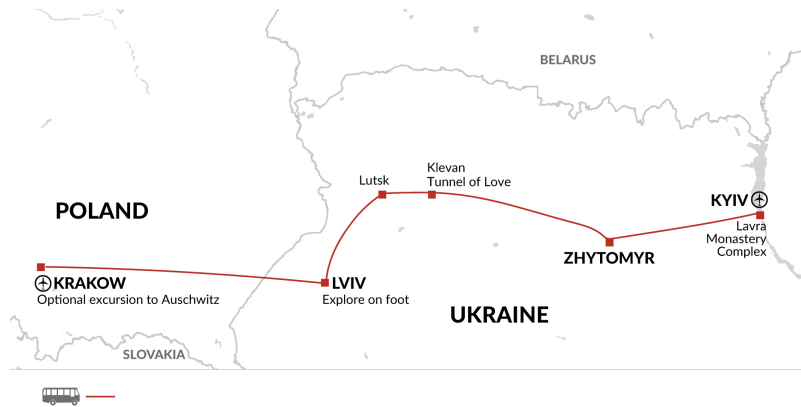 BELARUS
Klevan
Tunnel of Love
Lutsk
KYIV
POLAND
Lavra
Monastery
Complex
ZHYTOMYR
KRAKOW
Optional excursion to Auschwitz
LVIV
Explore on foot
UKRAINE
SLOVAKIA